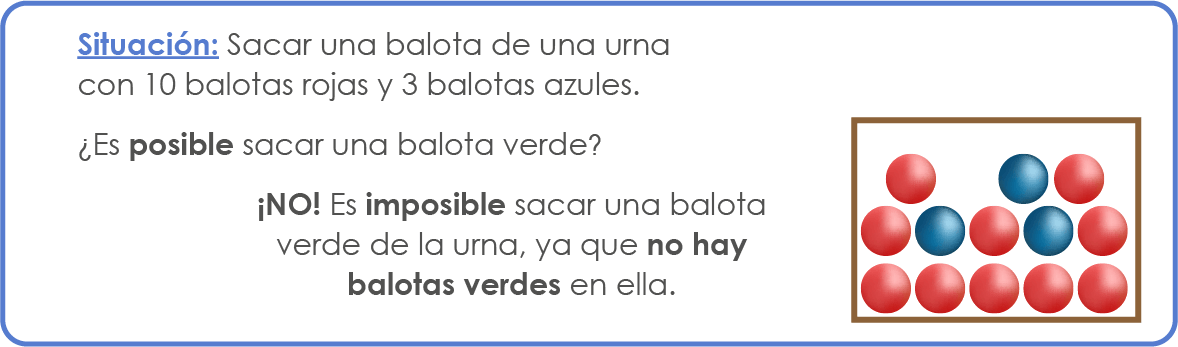 Situación: Sacar una balota de una urna
con 10 balotas rojas y 3 balotas azules.
¿Es posible sacar una balota verde?
¡NO! Es imposible sacar una balota
verde de la urna, ya que no hay
balotas verdes en ella.